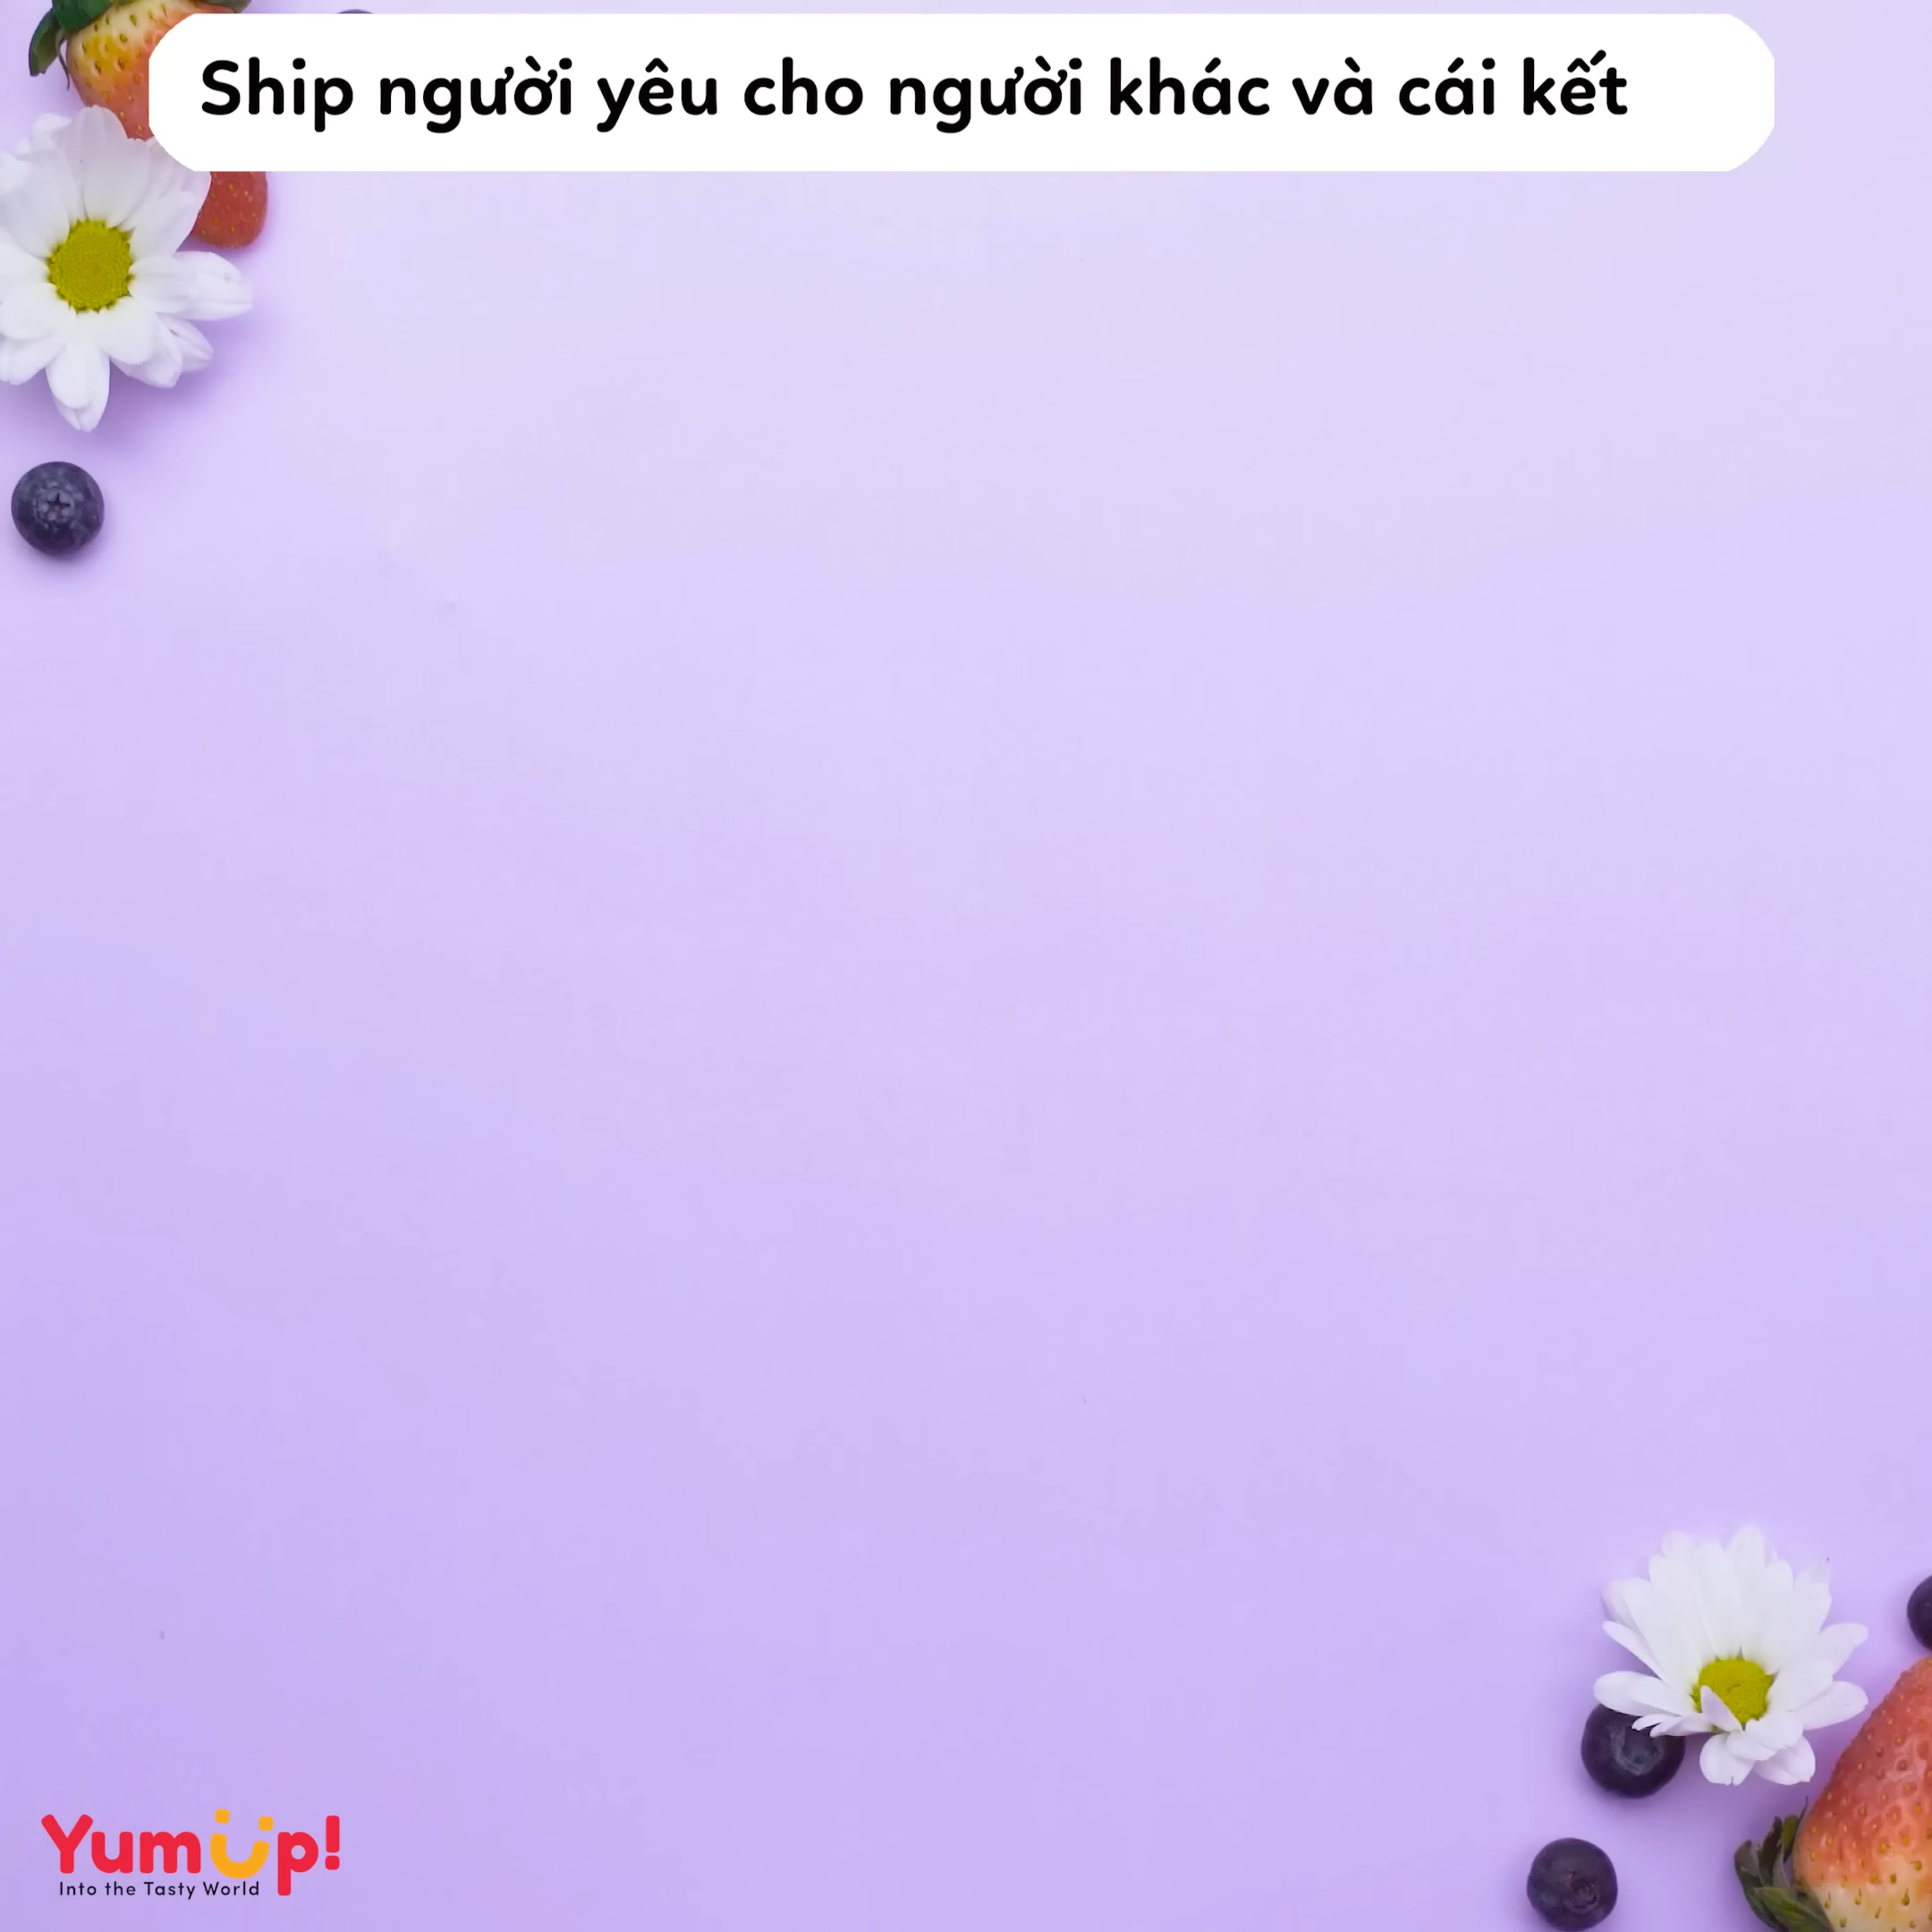 Ship người yêu cho người khác và cái kết
YumUp!
Into the Tasty World